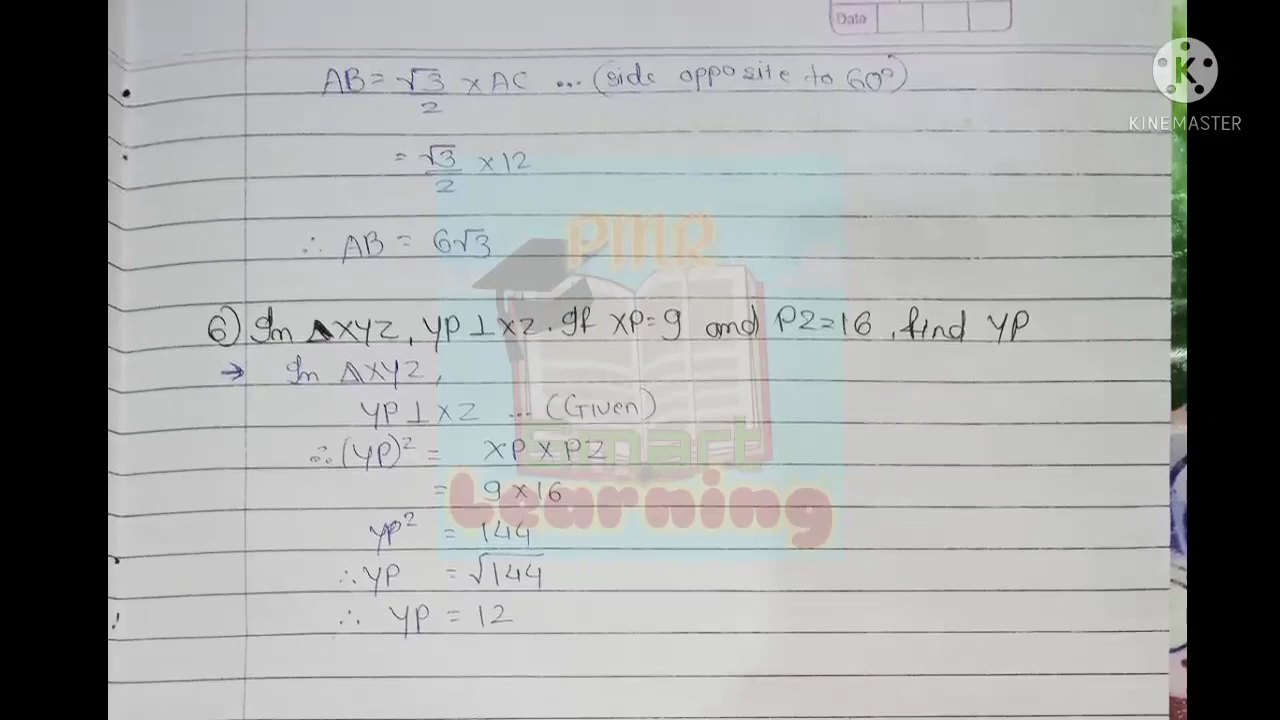 Date
K
KINEMASTER
AB = √3/2 × AC ... (side opposite to 60°)
= √3/2 × 12
∴ AB = 6√3
PMR
6) In ΔXYZ, YP ⊥ XZ. If XP = 9 and PZ = 16, find YP
→ In ΔXYZ,
YP ⊥ XZ ... (Given)
∴ (YP)² = XP × PZ
Smart
= 9 × 16
Learning
YP² = 144
∴ YP = √144
∴ YP = 12